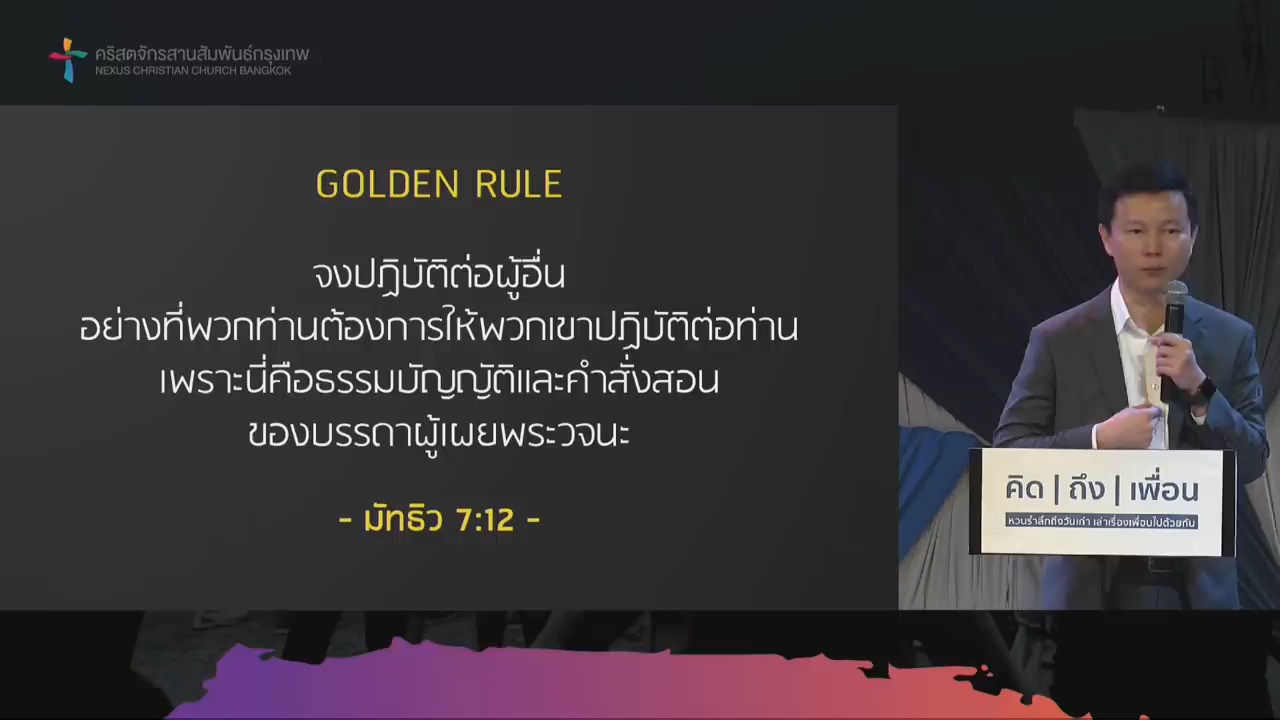 คริสตจักรสานสัมพันธ์กรุงเทพ
NEXUS CHRISTIAN CHURCH BANGKOK
GOLDEN RULE
จงปฏิบัติต่อผู้อื่น
อย่างที่พวกท่านต้องการให้พวกเขาปฏิบัติต่อท่าน
เพราะนี่คือธรรมบัญญัติและคำสั่งสอน
ของบรรดาผู้เผยพระวจนะ
- มัทธิว 7:12 -
คิด | ถึง | เพื่อน
หวนรำลึกถึงวันเก่า เล่าเรื่องเพื่อนไปด้วยกัน